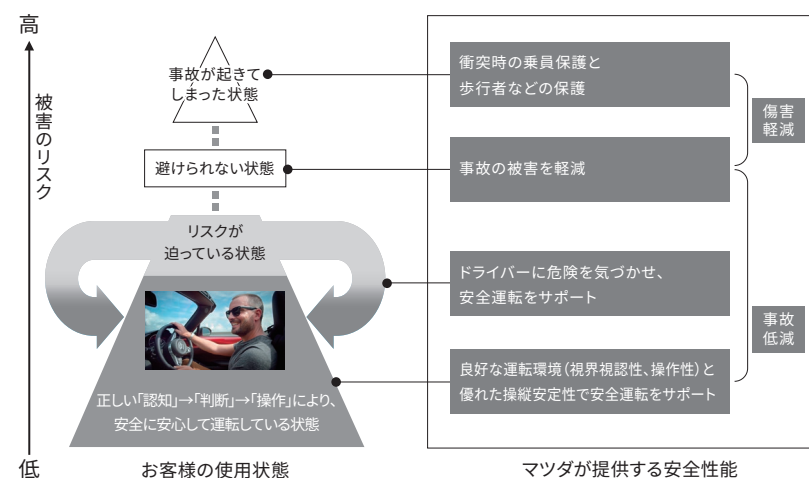 高
被害のリスク
低
事故が起きて
しまった状態
避けられない状態
リスクが
迫っている状態
正しい「認知」→「判断」→「操作」により、
安全に安心して運転している状態
お客様の使用状態
衝突時の乗員保護と
歩行者などの保護
事故の被害を軽減
ドライバーに危険を気づかせ、
安全運転をサポート
良好な運転環境（視界視認性、操作性）と
優れた操縦安定性で安全運転をサポート
傷害
軽減
事故
低減
マツダが提供する安全性能